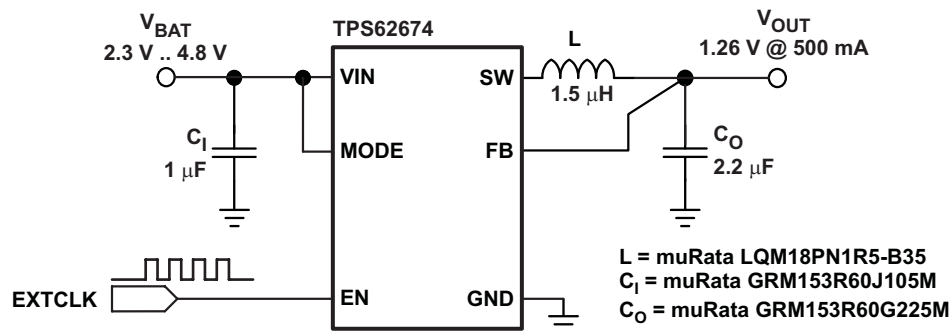 V_BAT
2.3 V .. 4.8 V
TPS62674
L
V_OUT
1.26 V @ 500 mA
VIN
SW
1.5 μH
C_I
1 μF
MODE
FB
C_O
2.2 μF
L = muRata LQM18PN1R5-B35
C_I = muRata GRM153R60J105M
C_O = muRata GRM153R60G225M
EXTCLK
EN
GND